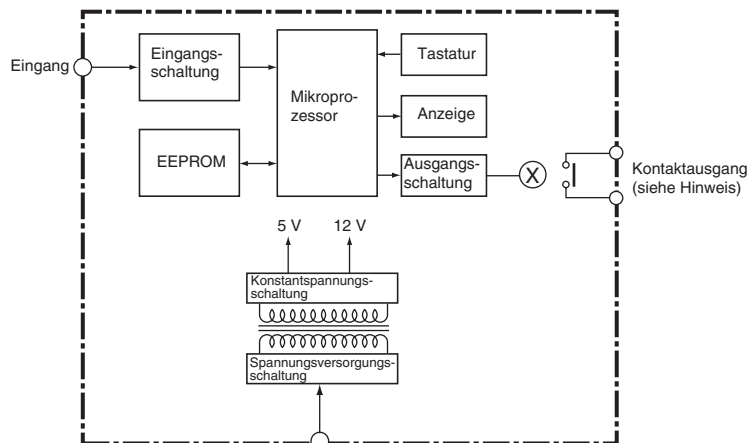 Eingang
Eingangs-
schaltung
Mikropro-
zessor
Tastatur
Anzeige
EEPROM
Ausgangs-
schaltung
X
Kontaktausgang
(siehe Hinweis)
5 V
12 V
Konstantspannungs-
schaltung
Spannungsversorgungs-
schaltung